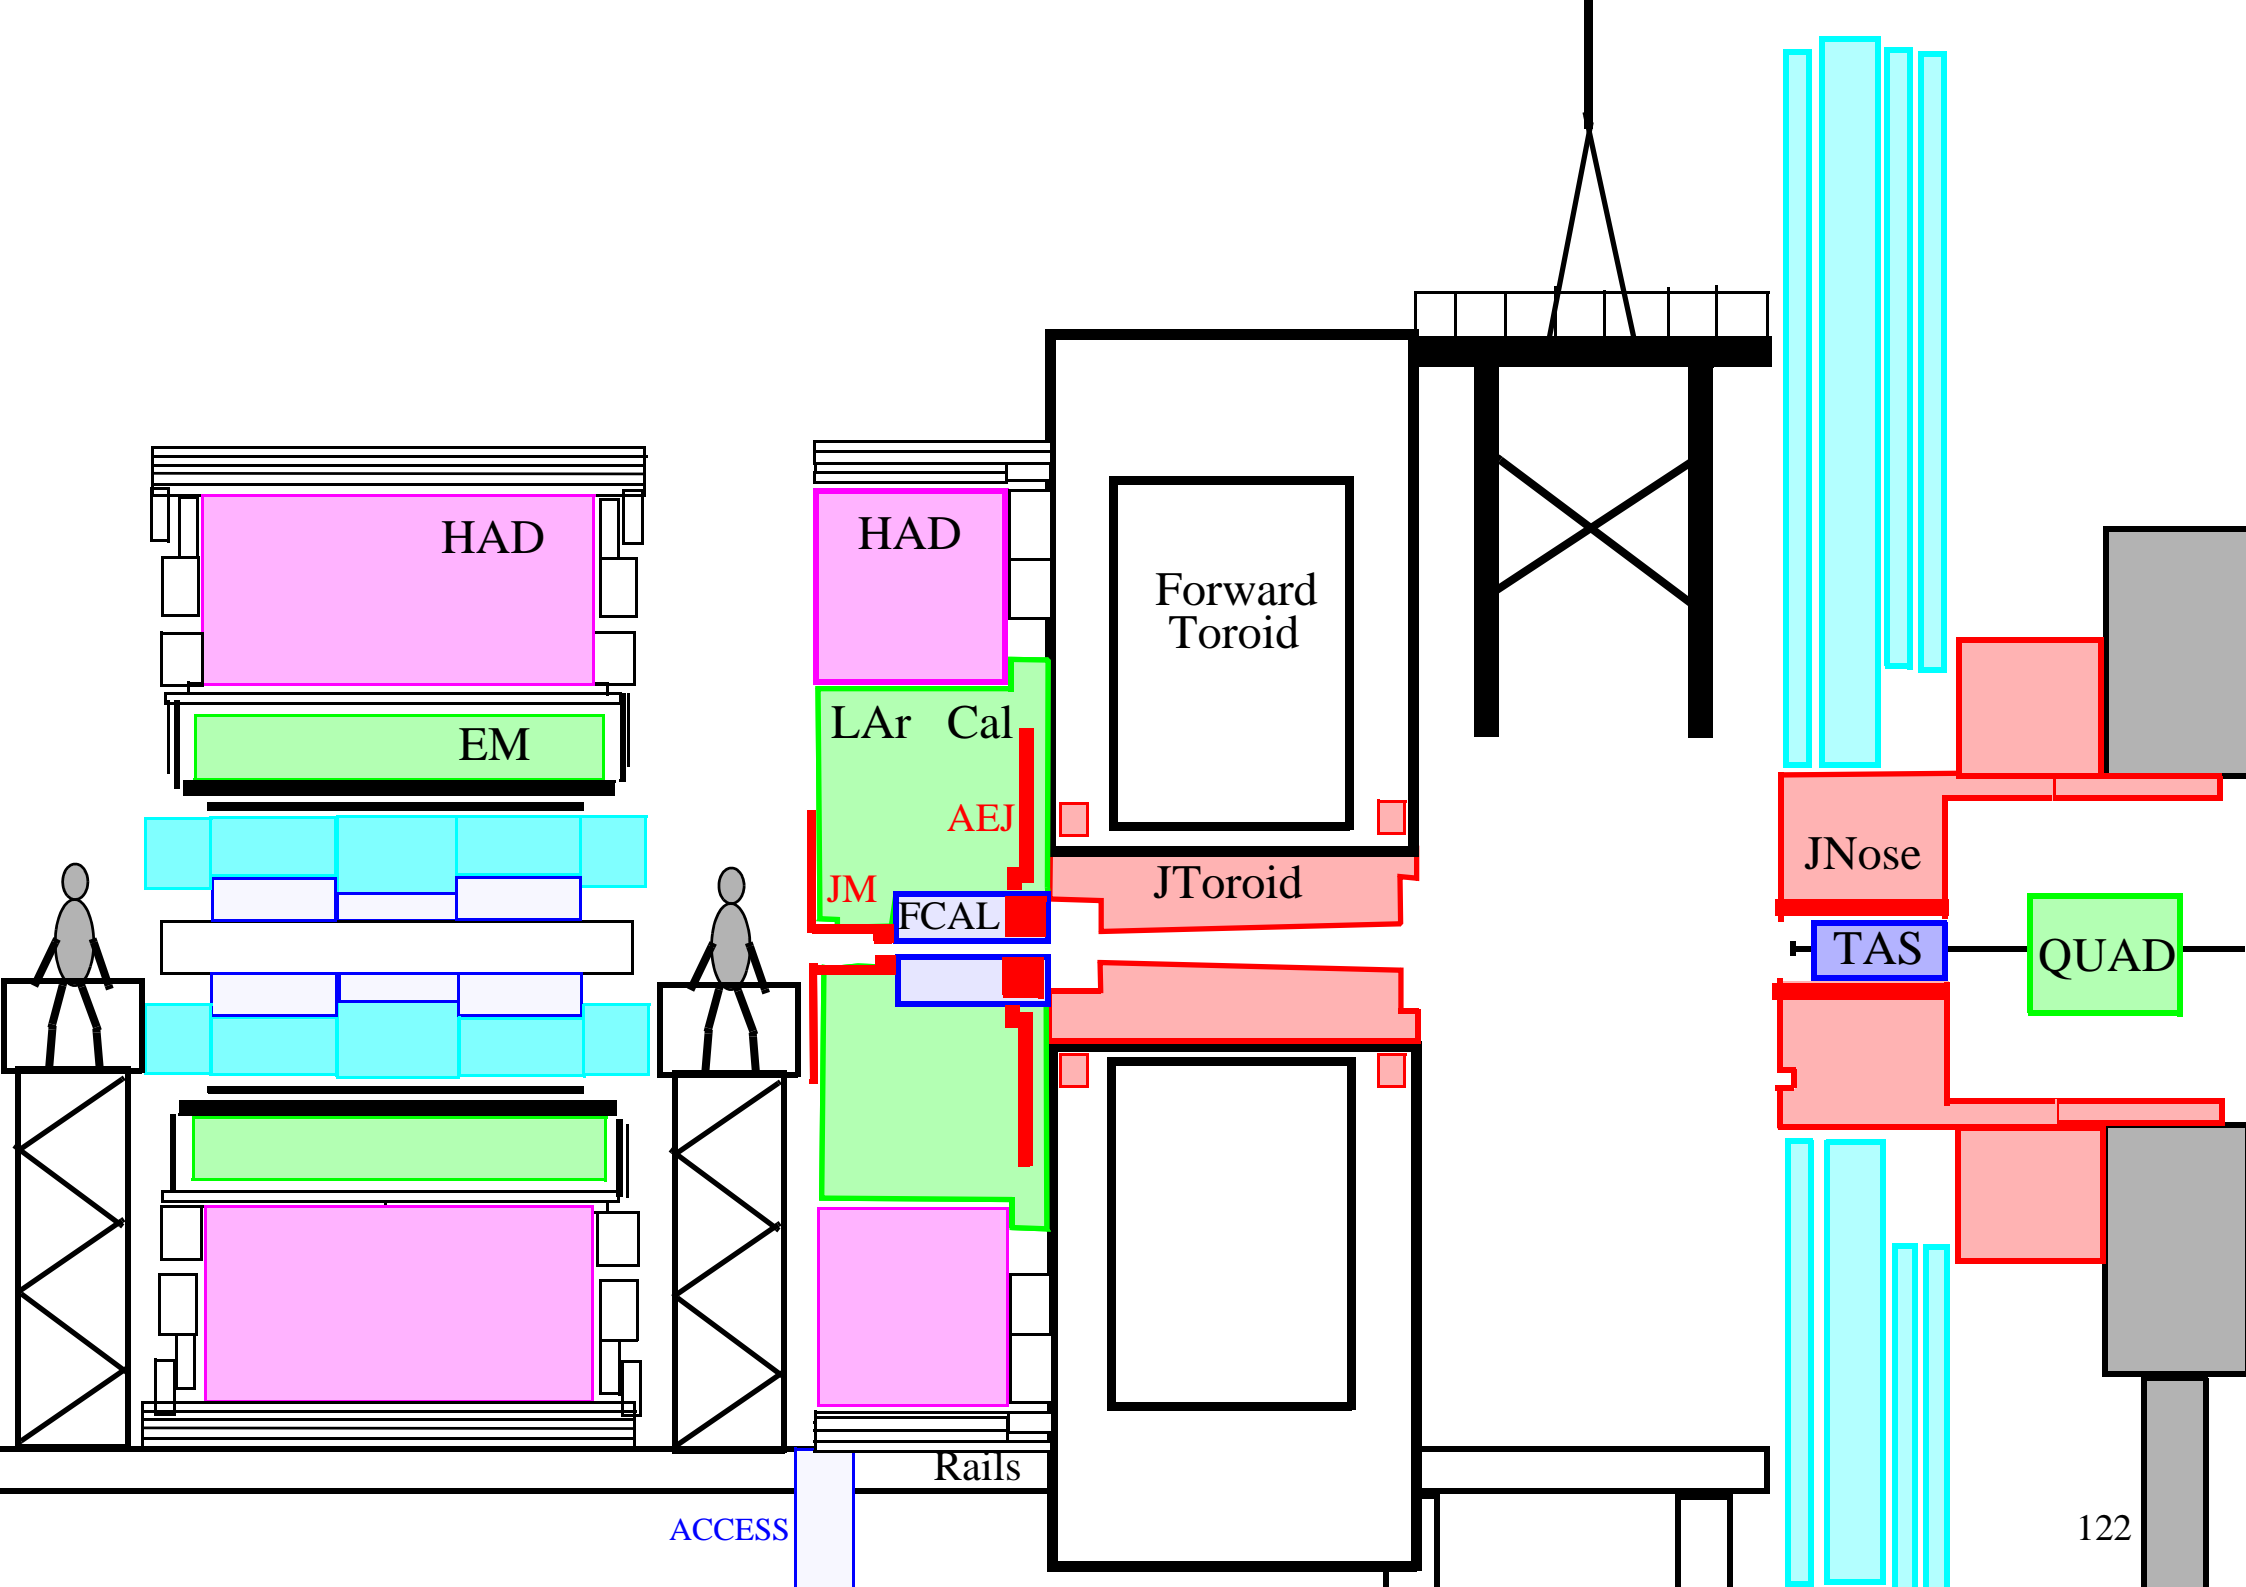 HAD
EM
HAD
LAr Cal
AEJ
JM
FCAL
Forward
Toroid
JToroid
JNose
TAS
QUAD
Rails
ACCESS
122